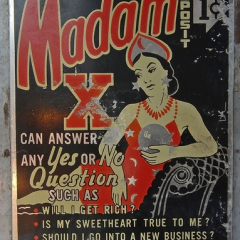 Madam
DEPOSIT
1¢
X
CAN ANSWER
ANY Yes OR No
Question
SUCH AS
• WILL I GET RICH?
• IS MY SWEETHEART TRUE TO ME?
• SHOULD I GO INTO A NEW BUSINESS?